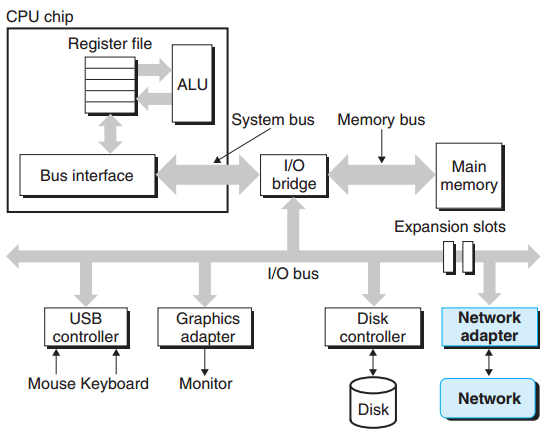 CPU chip
Register file
ALU
System bus
Memory bus
Bus interface
I/O
bridge
Main
memory
Expansion slots
I/O bus
USB
controller
Graphics
adapter
Disk
controller
Network
adapter
Mouse Keyboard
Monitor
Disk
Network